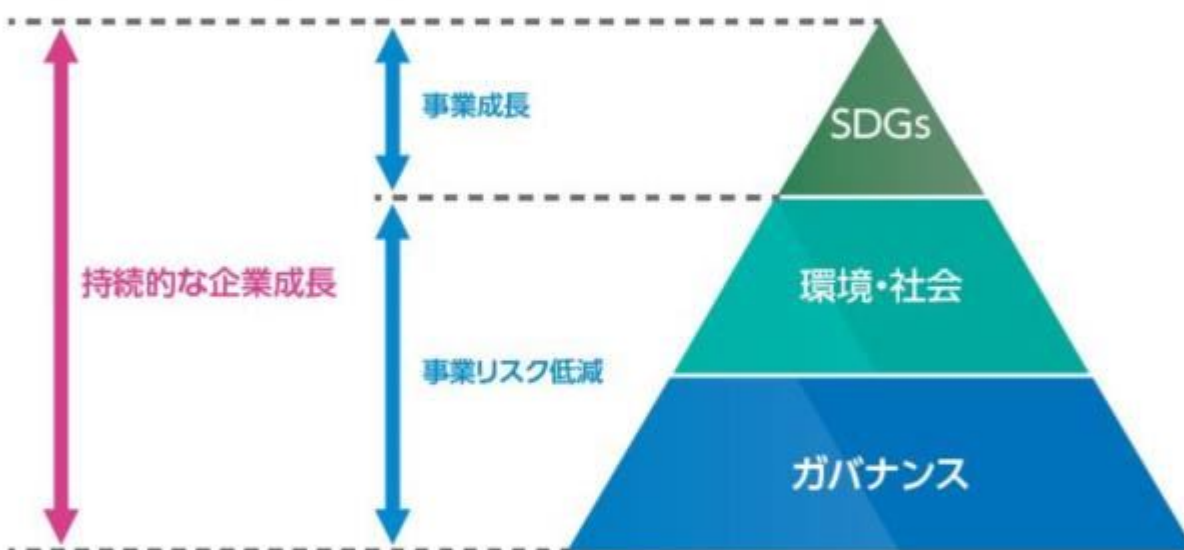 事業成長
SDGs
持続的な企業成長
環境・社会
事業リスク低減
ガバナンス